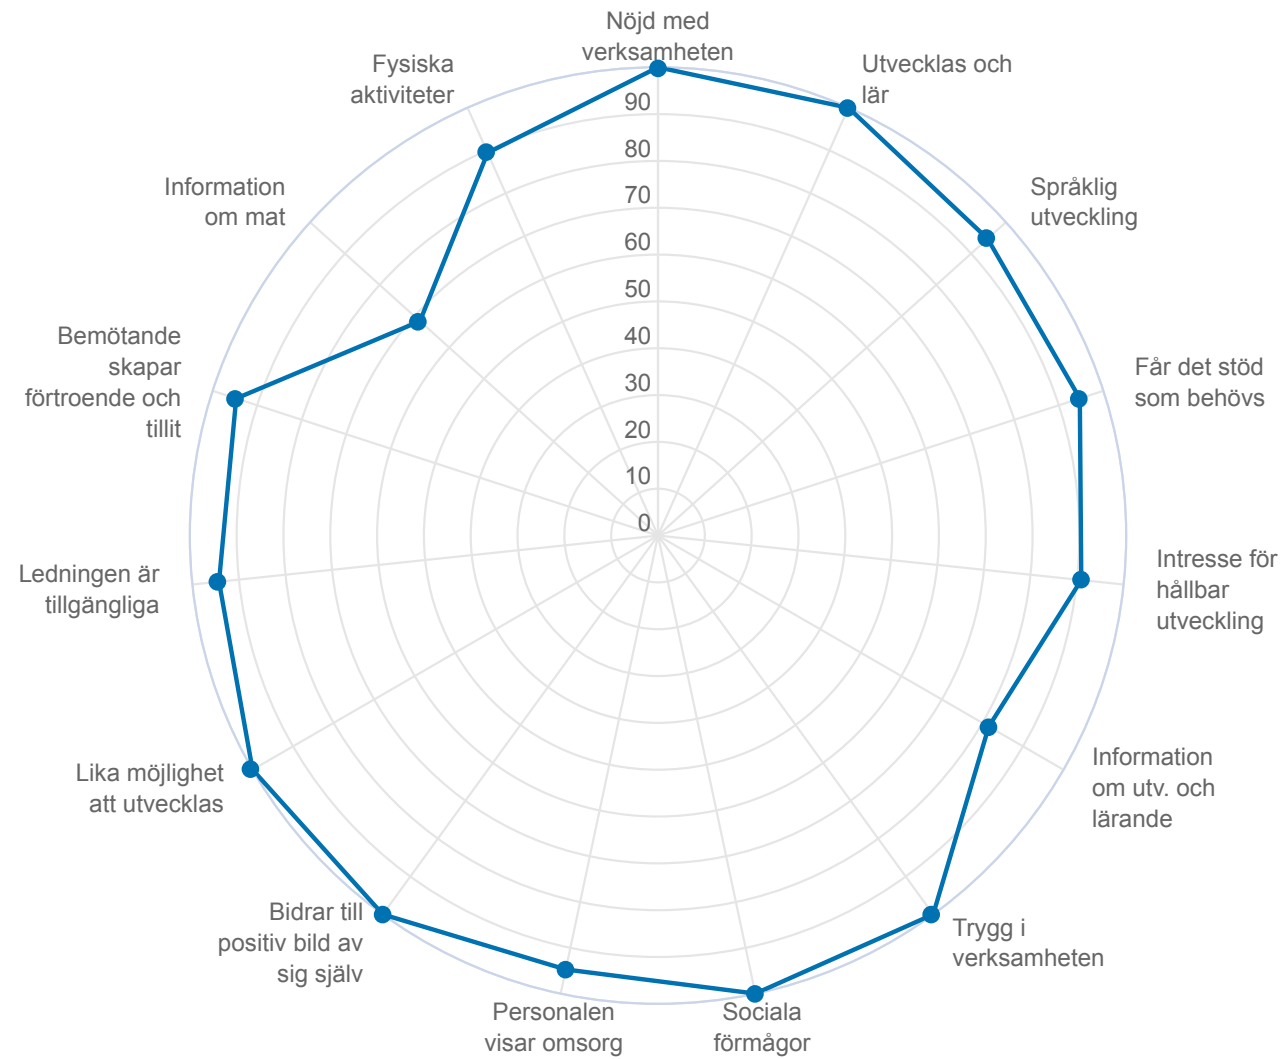 Nöjd med
verksamheten
Utvecklas och
lär
Språklig
utveckling
Får det stöd
som behövs
Intresse för
hållbar
utveckling
Information
om utv. och
lärande
Trygg i
verksamheten
Sociala
förmågor
Personalen
visar omsorg
Bidrar till
positiv bild av
sig själv
Lika möjlighet
att utvecklas
Ledningen är
tillgängliga
Bemötande
skapar
förtroende och
tillit
Information
om mat
Fysiska
aktiviteter
90
80
70
60
50
40
30
20
10
0